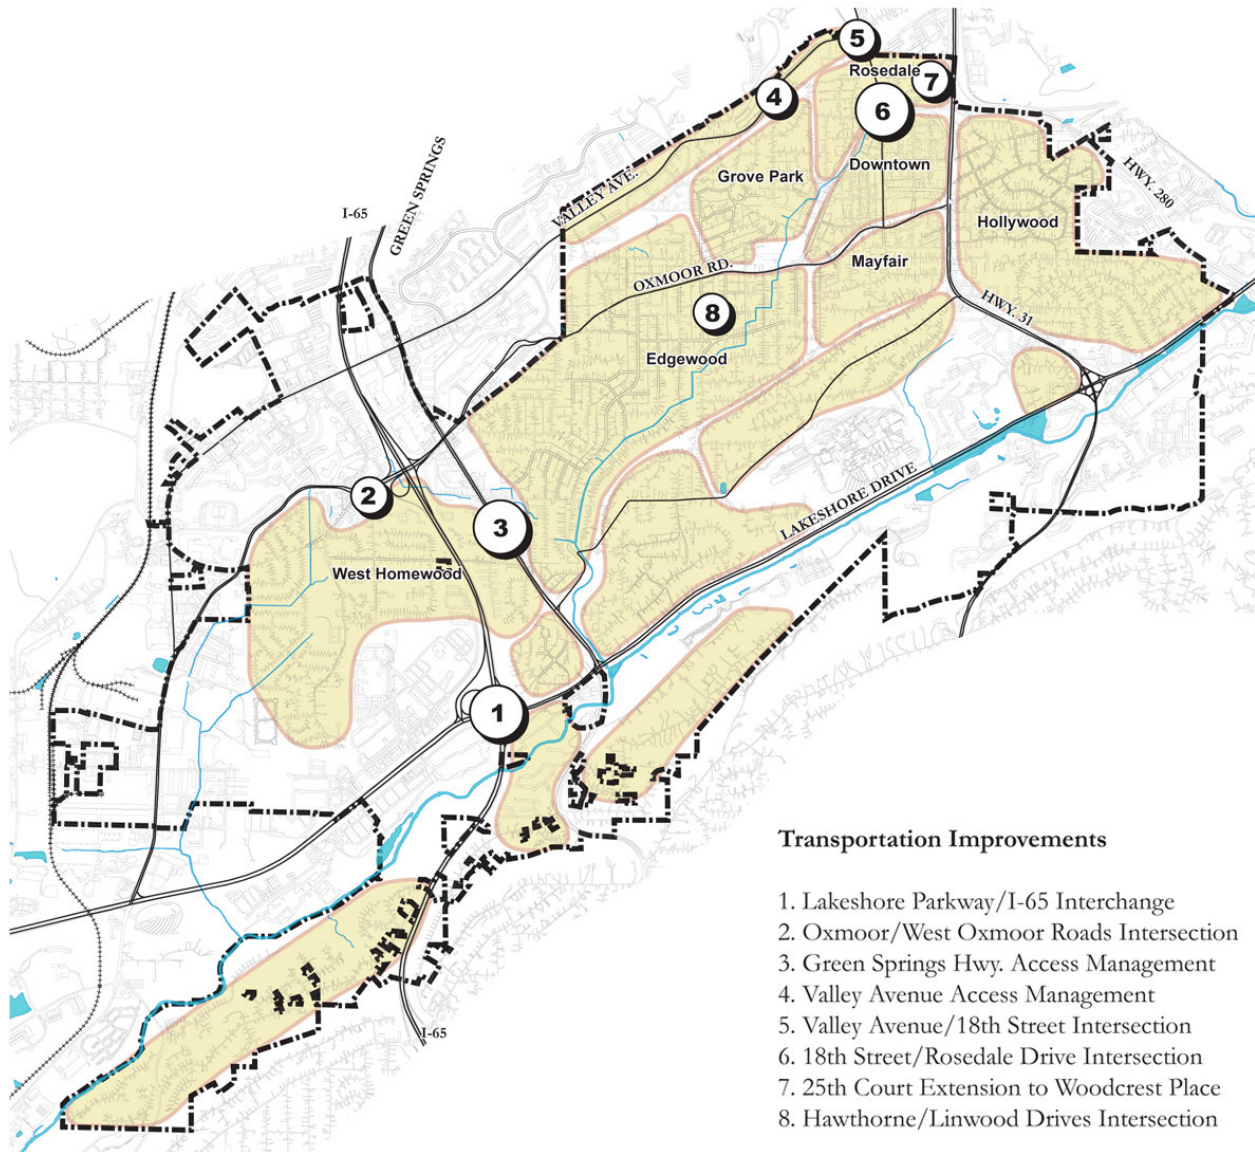 5
Rosedale
7
4
6
GREEN SPRINGS
Grove Park
Downtown
HWY. 280
VALLEY AVE.
I-65
Hollywood
OXMOOR RD.
Mayfair
HWY. 31
8
Edgewood
2
3
LAKESHORE DRIVE
West Homewood
1
I-65
Transportation Improvements
1. Lakeshore Parkway/I-65 Interchange
2. Oxmoor/West Oxmoor Roads Intersection
3. Green Springs Hwy. Access Management
4. Valley Avenue Access Management
5. Valley Avenue/18th Street Intersection
6. 18th Street/Rosedale Drive Intersection
7. 25th Court Extension to Woodcrest Place
8. Hawthorne/Linwood Drives Intersection